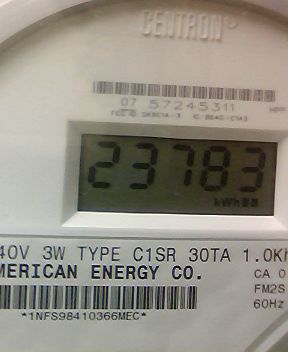 CENTRON
07 57245311
23783
kWh
40V 3W TYPE C1SR 30TA 1.0Kh
MERICAN ENERGY CO.
CA 0
FM2S
60Hz
*1NFS98410366MEC*